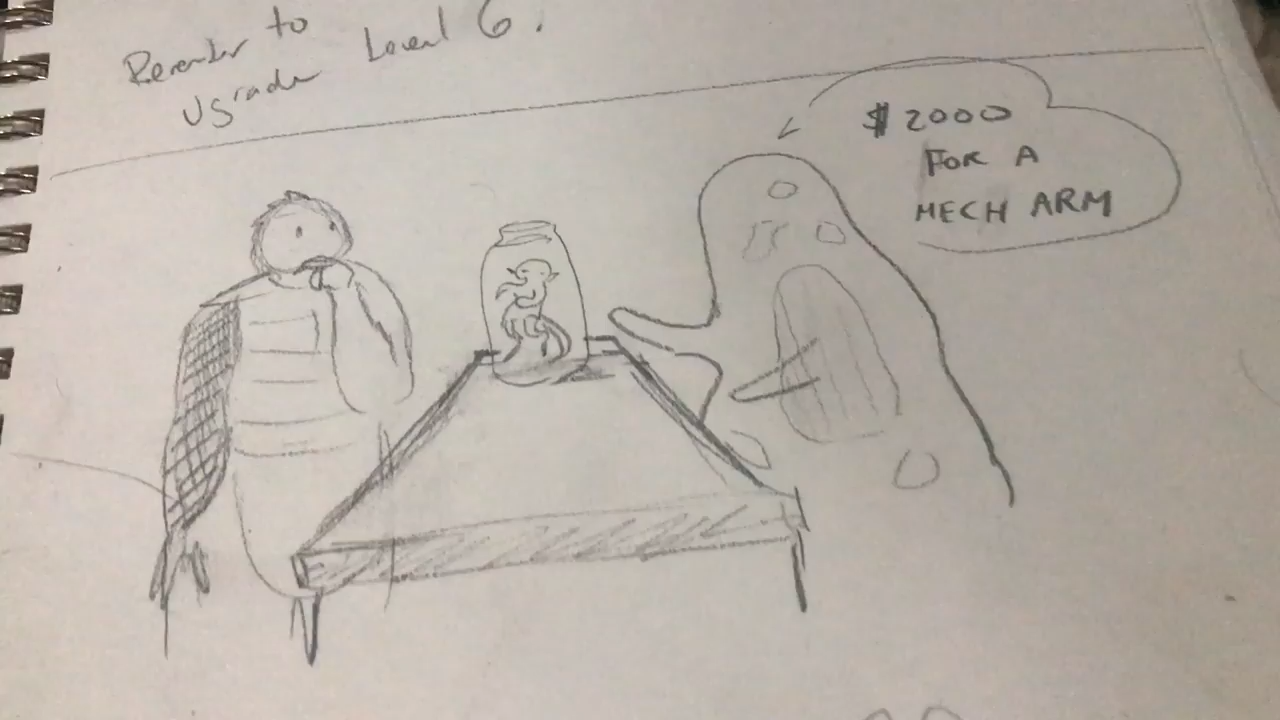 Remember to
Upgrade Level 6.
$2000
FOR A
MECH ARM